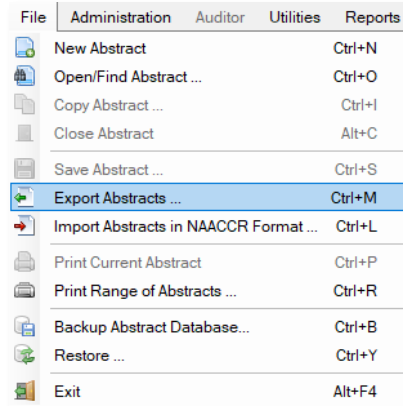 File Administration Auditor Utilities Reports
New Abstract Ctrl+N
Open/Find Abstract ... Ctrl+O
Copy Abstract ... Ctrl+I
Close Abstract Alt+C
Save Abstract ... Ctrl+S
Export Abstracts ... Ctrl+M
Import Abstracts in NAACCR Format ... Ctrl+L
Print Current Abstract Ctrl+P
Print Range of Abstracts ... Ctrl+R
Backup Abstract Database... Ctrl+B
Restore ... Ctrl+Y
Exit Alt+F4